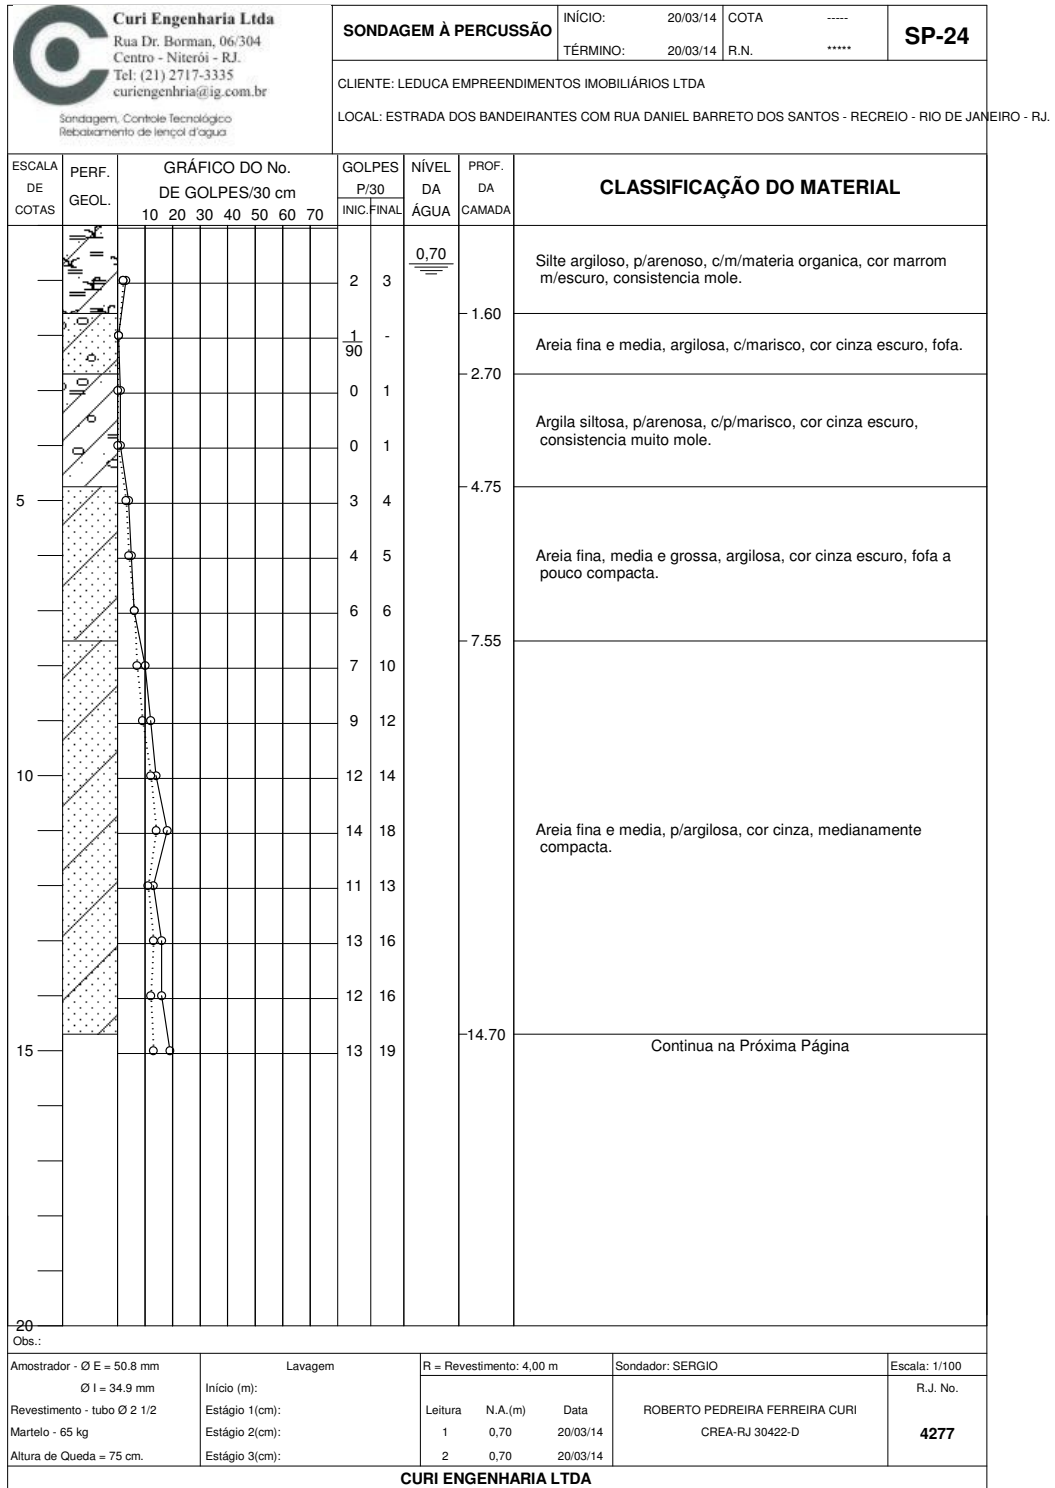 Curi Engenharia Ltda
Rua Dr. Borman, 06/304
Centro - Niterói - RJ.
Tel: (21) 2717-3335
curiengenhria@ig.com.br
Sondagem, Controle Tecnológico
Rebaixamento de lençol d'agua
SONDAGEM À PERCUSSÃO
INÍCIO: 20/03/14
TÉRMINO: 20/03/14
COTA -----
R.N. *****
SP-24
CLIENTE: LEDUCA EMPREENDIMENTOS IMOBILIÁRIOS LTDA
LOCAL: ESTRADA DOS BANDEIRANTES COM RUA DANIEL BARRETO DOS SANTOS - RECREIO - RIO DE JANEIRO - RJ.
ESCALA DE COTAS
PERF. GEOL.
GRÁFICO DO No.
DE GOLPES/30 cm
10 20 30 40 50 60 70
GOLPES P/30
INIC. FINAL
NÍVEL DA ÁGUA
PROF. DA CAMADA
CLASSIFICAÇÃO DO MATERIAL
0,70
Silte argiloso, p/arenoso, c/m/materia organica, cor marrom
m/escuro, consistencia mole.
2 3
1.60
1/90 -
Areia fina e media, argilosa, c/marisco, cor cinza escuro, fofa.
2.70
0 1
Argila siltosa, p/arenosa, c/p/marisco, cor cinza escuro,
consistencia muito mole.
0 1
4.75
5 3 4
4 5
Areia fina, media e grossa, argilosa, cor cinza escuro, fofa a
pouco compacta.
6 6
7.55
7 10
9 12
10 12 14
14 18
Areia fina e media, p/argilosa, cor cinza, medianamente
compacta.
11 13
13 16
12 16
14.70
15 13 19
Continua na Próxima Página
20
Obs.:
Amostrador - Ø E = 50.8 mm
Ø I = 34.9 mm
Revestimento - tubo Ø 2 1/2
Martelo - 65 kg
Altura de Queda = 75 cm.
Lavagem
Início (m):
Estágio 1(cm):
Estágio 2(cm):
Estágio 3(cm):
R = Revestimento: 4,00 m
Leitura N.A.(m) Data
1 0,70 20/03/14
2 0,70 20/03/14
Sondador: SERGIO
ROBERTO PEDREIRA FERREIRA CURI
CREA-RJ 30422-D
Escala: 1/100
R.J. No.
4277
CURI ENGENHARIA LTDA